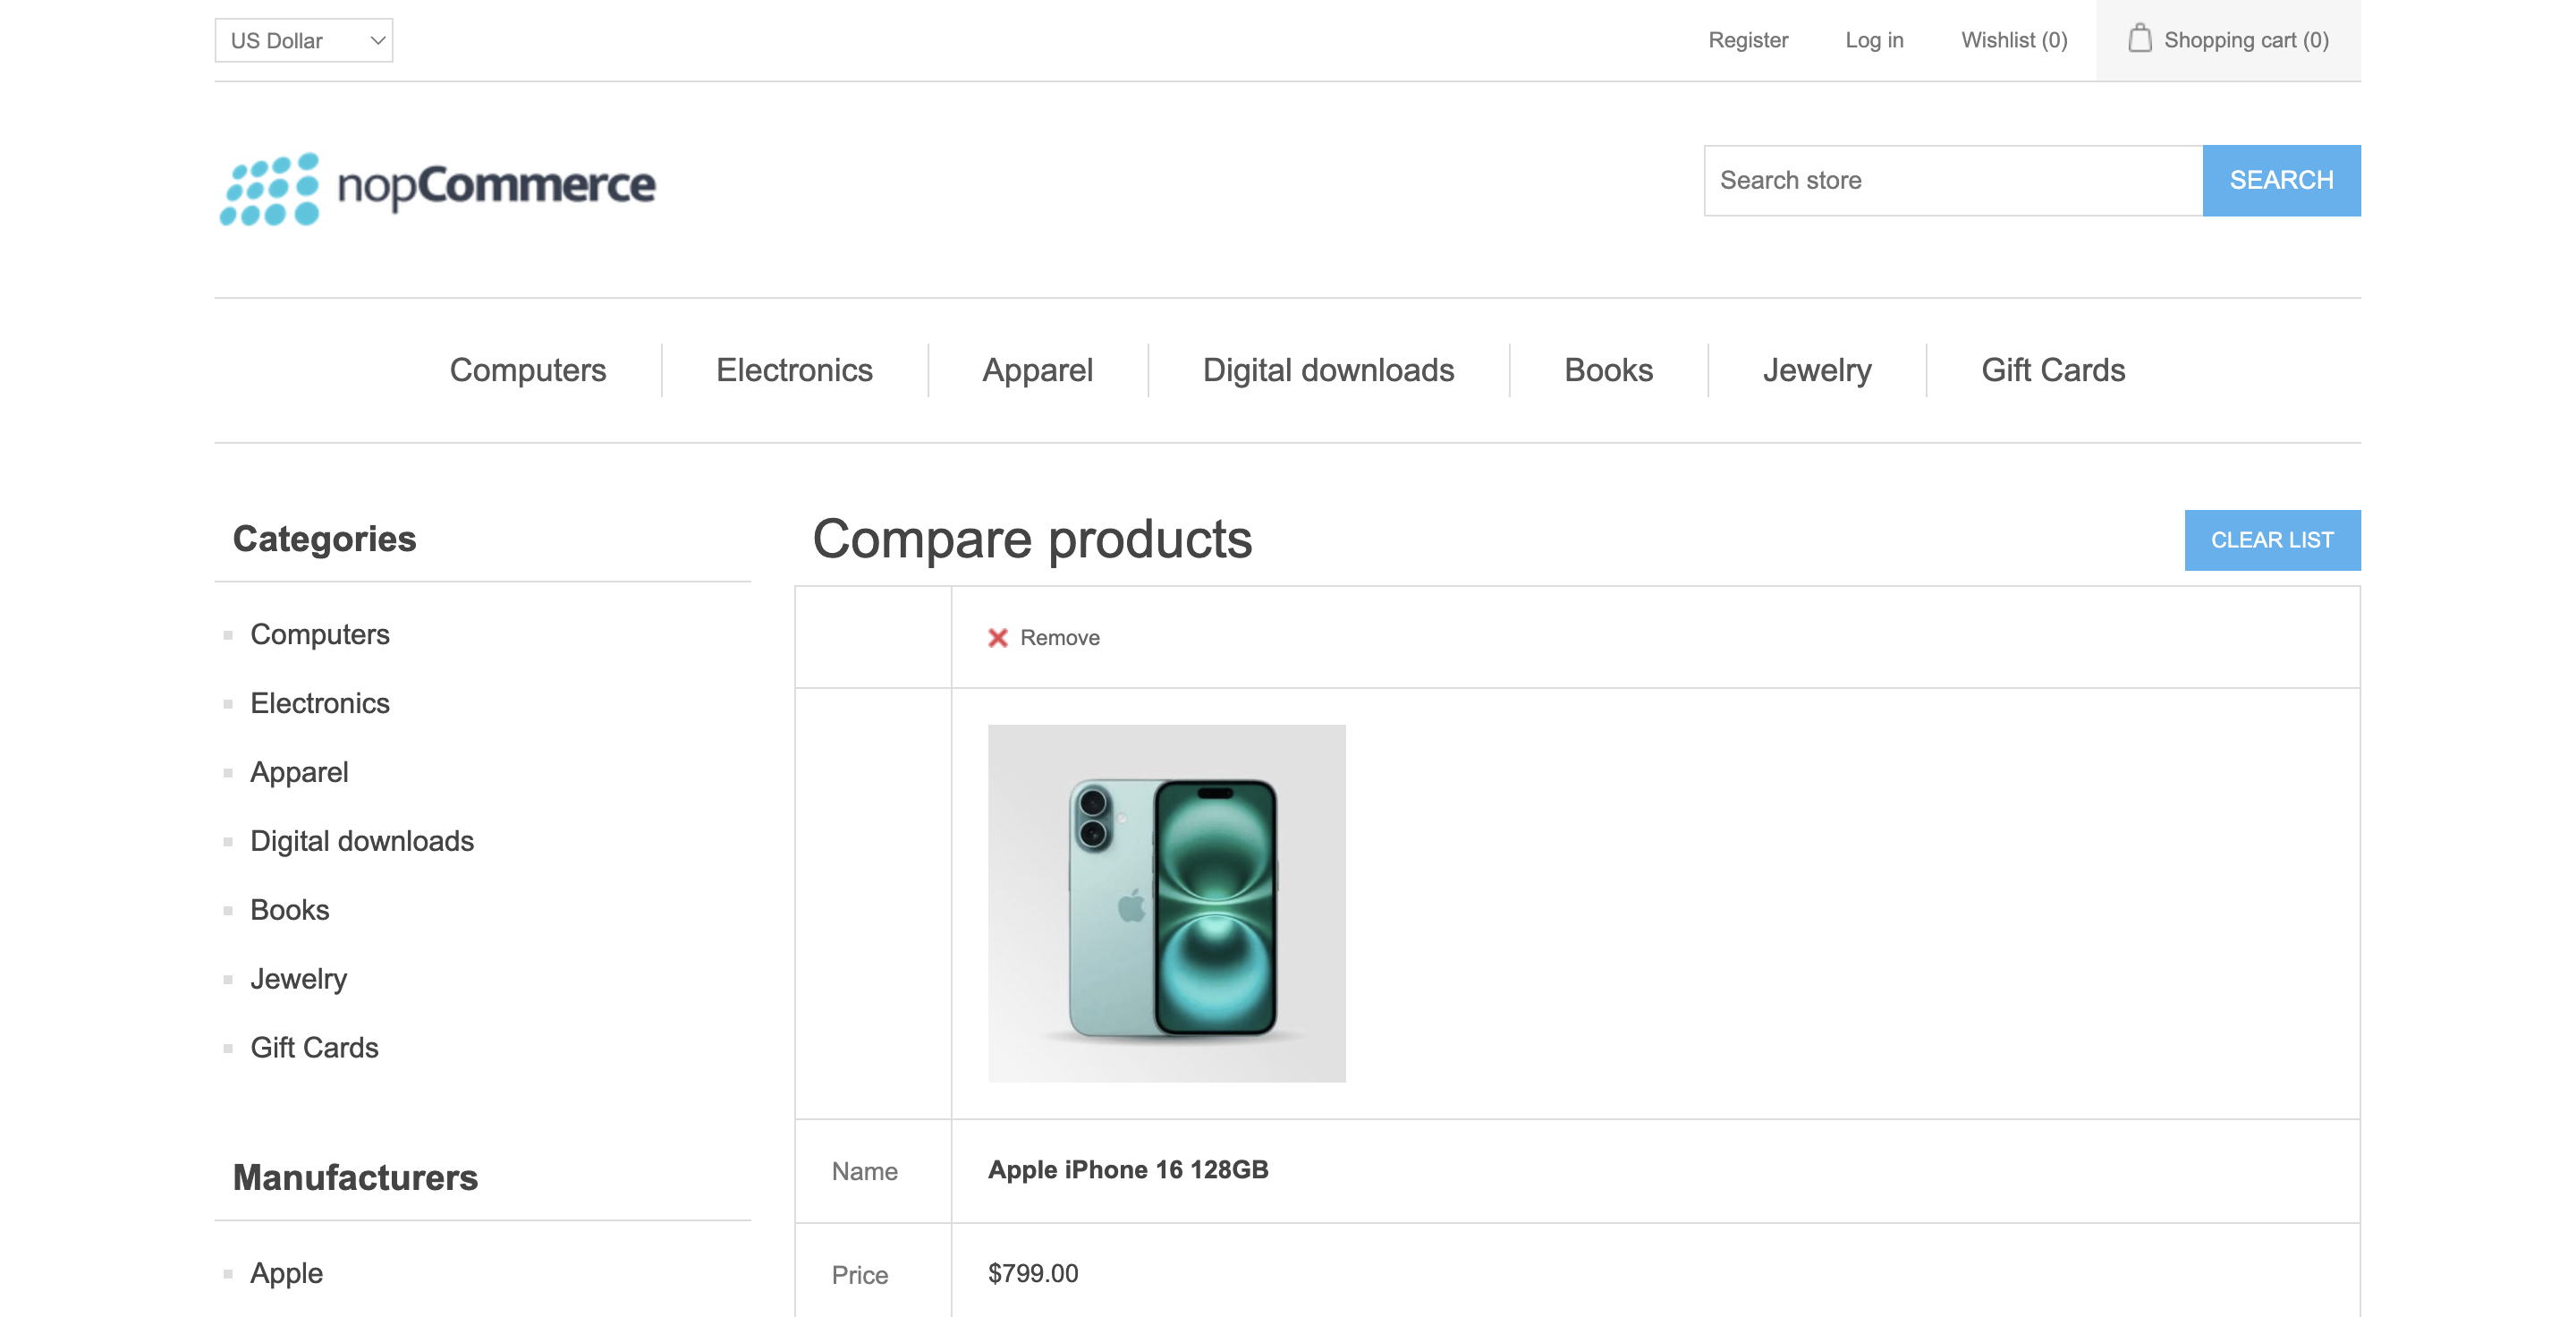 US Dollar
Register
Log in
Wishlist (0)
Shopping cart (0)
nopCommerce
Search store
SEARCH
Computers
Electronics
Apparel
Digital downloads
Books
Jewelry
Gift Cards
Categories
Computers
Electronics
Apparel
Digital downloads
Books
Jewelry
Gift Cards
Manufacturers
Apple
Compare products
CLEAR LIST
Remove
Name
Apple iPhone 16 128GB
Price
$799.00